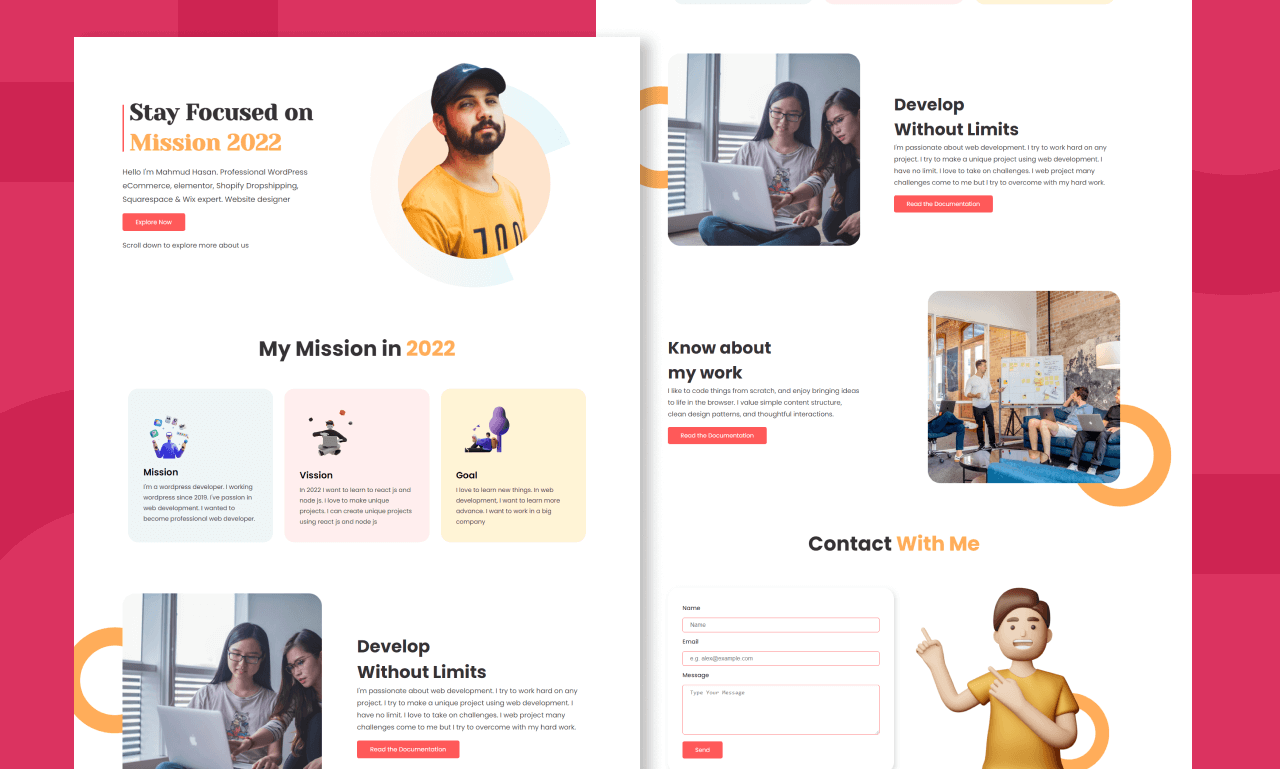 Stay Focused on
Mission 2022
Hello I'm Mahmud Hasan. Professional WordPress
eCommerce, elementor, Shopify Dropshipping,
Squarespace & Wix expert. Website designer
Explore Now
Scroll down to explore more about us
My Mission in 2022
Mission
I'm a wordpress developer. I working
wordpress since 2019. I've passion in
web development. I wanted to
become professional web developer.
Vission
In 2022 I want to learn to react js and
node js. I love to make unique
projects. I can create unique projects
using react js and node js
Goal
I love to learn new things. In web
development, I want to learn more
advance. I want to work in a big
company
Develop
Without Limits
I'm passionate about web development. I try to work hard on any
project. I try to make a unique project using web development. I
have no limit. I love to take on challenges. I web project many
challenges come to me but I try to overcome with my hard work.
Read the Documentation
Develop
Without Limits
I'm passionate about web development. I try to work hard on any
project. I try to make a unique project using web development. I
have no limit. I love to take on challenges. I web project many
challenges come to me but I try to overcome with my hard work.
Read the Documentation
Know about
my work
I like to code things from scratch, and enjoy bringing ideas
to life in the browser. I value simple content structure,
clean design patterns, and thoughtful interactions.
Read the Documentation
Contact With Me
Name
Name
Email
e.g. alex@example.com
Message
Type Your Message
Send